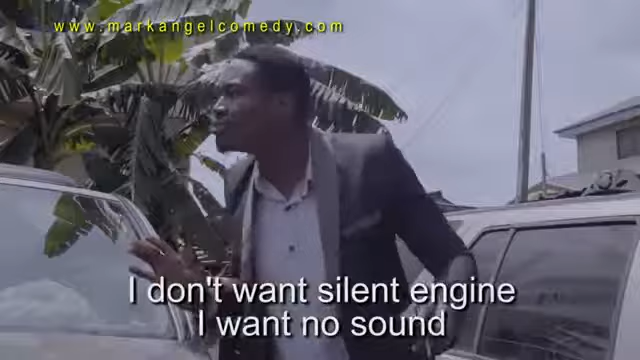 www.markangelcomedy.com
I don't want silent engine
I want no sound